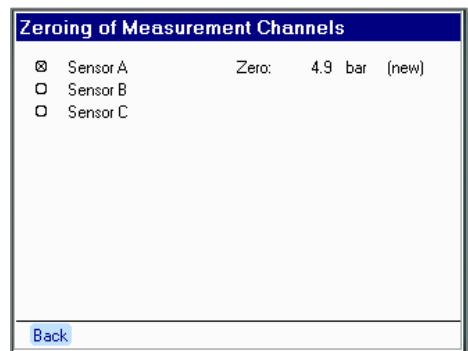 Zeroing of Measurement Channels
Sensor A Zero: 4.9 bar (new)
Sensor B
Sensor C
Back